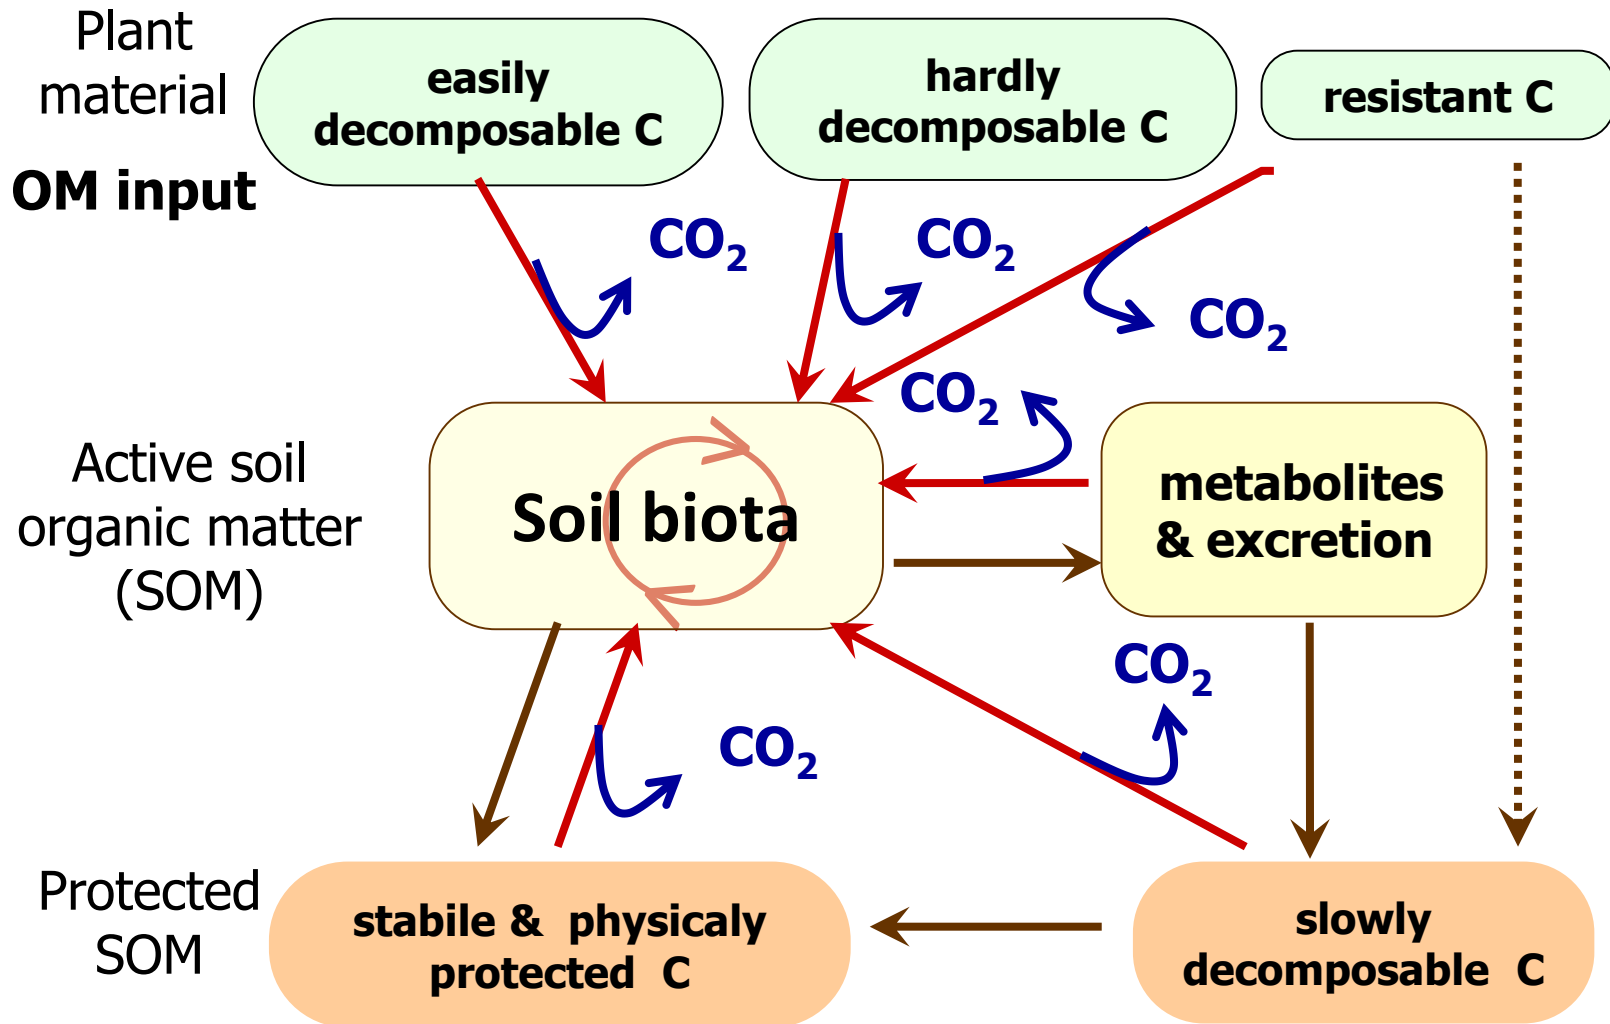 Plant
material
OM input
easily
decomposable C
hardly
decomposable C
resistant C
CO2
CO2
CO2
CO2
Active soil
organic matter
(SOM)
Soil biota
metabolites
& excretion
CO2
CO2
Protected
SOM
stabile & physicaly
protected C
slowly
decomposable C